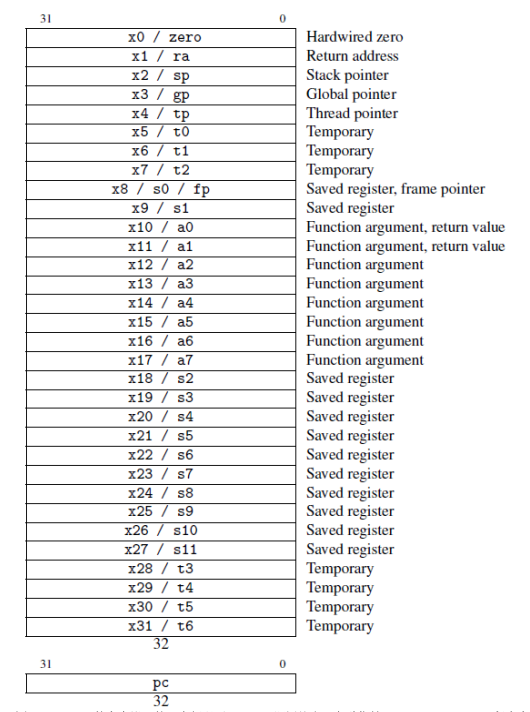 31 0
x0 / zero Hardwired zero
x1 / ra Return address
x2 / sp Stack pointer
x3 / gp Global pointer
x4 / tp Thread pointer
x5 / t0 Temporary
x6 / t1 Temporary
x7 / t2 Temporary
x8 / s0 / fp Saved register, frame pointer
x9 / s1 Saved register
x10 / a0 Function argument, return value
x11 / a1 Function argument, return value
x12 / a2 Function argument
x13 / a3 Function argument
x14 / a4 Function argument
x15 / a5 Function argument
x16 / a6 Function argument
x17 / a7 Function argument
x18 / s2 Saved register
x19 / s3 Saved register
x20 / s4 Saved register
x21 / s5 Saved register
x22 / s6 Saved register
x23 / s7 Saved register
x24 / s8 Saved register
x25 / s9 Saved register
x26 / s10 Saved register
x27 / s11 Saved register
x28 / t3 Temporary
x29 / t4 Temporary
x30 / t5 Temporary
x31 / t6 Temporary
32
31 0
pc
32